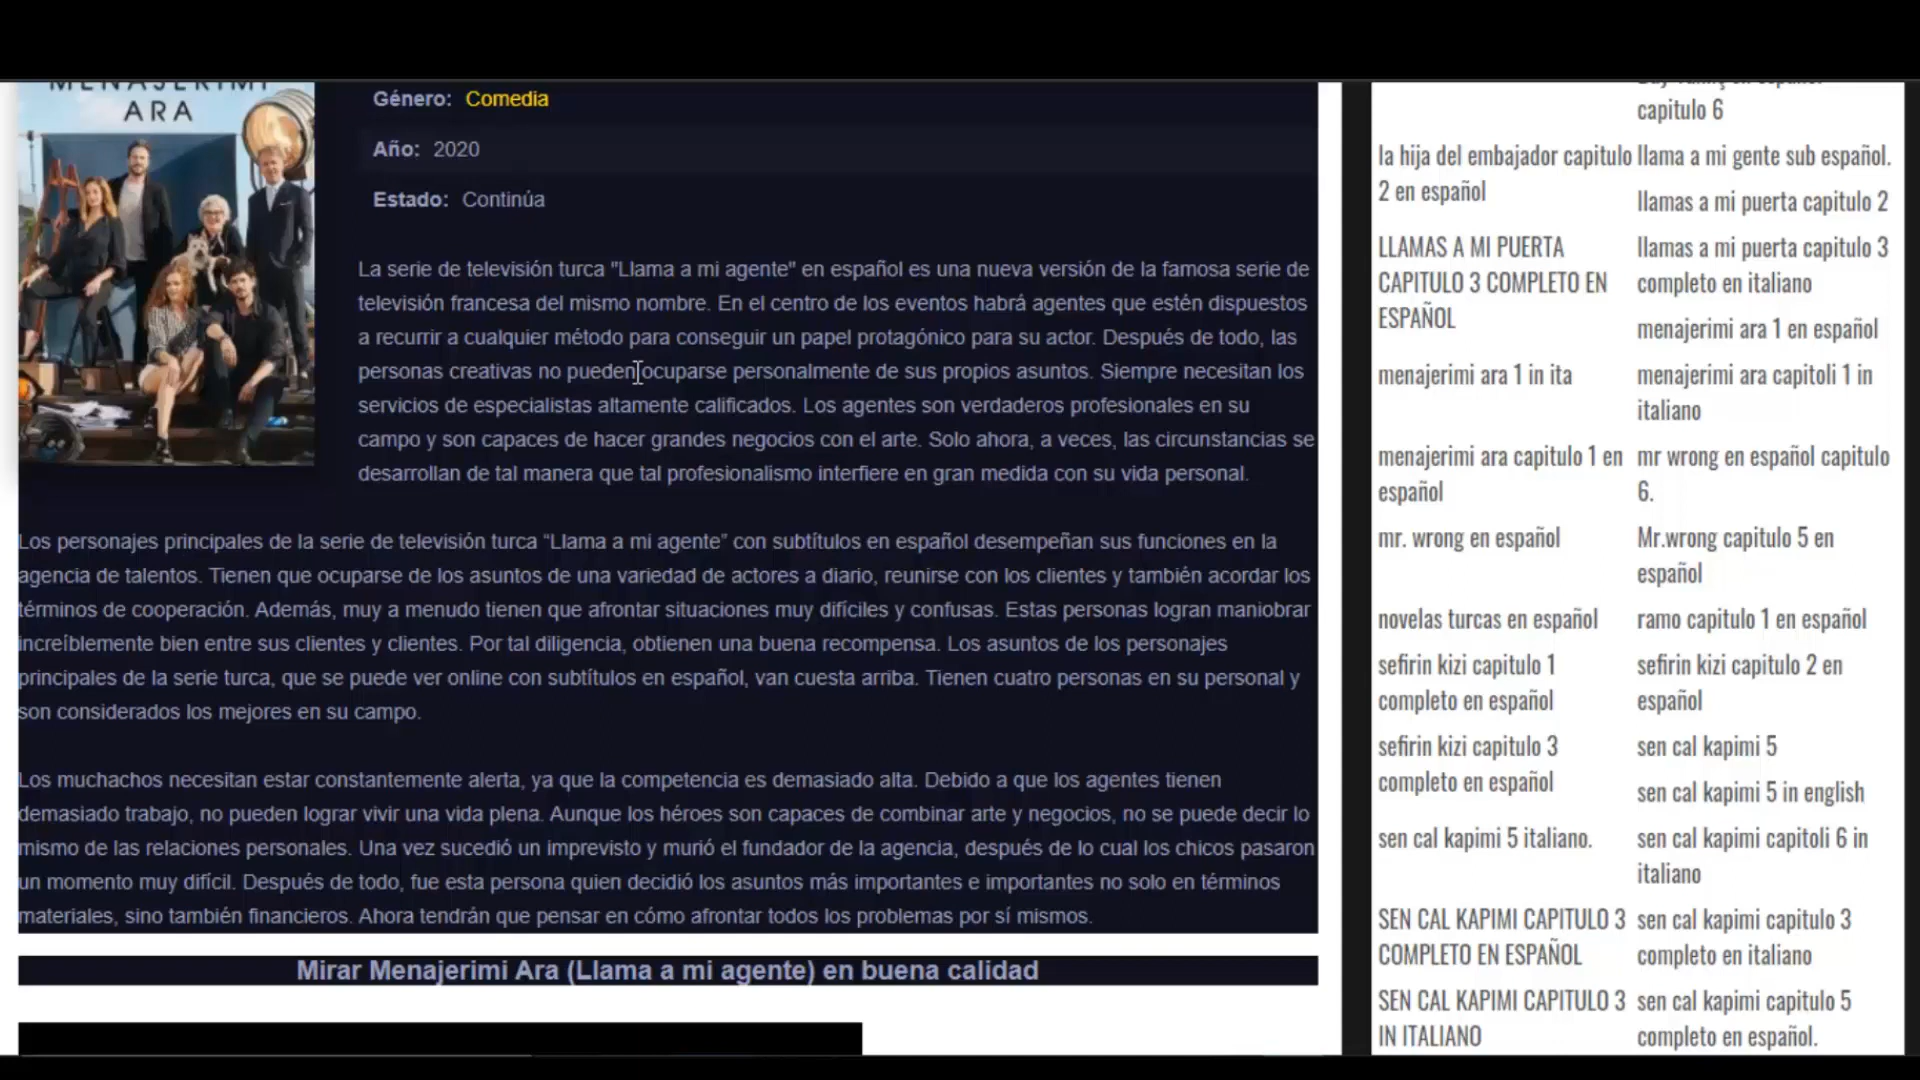 MENAJERIMI
ARA
Género: Comedia
Año: 2020
Estado: Continúa
La serie de televisión turca "Llama a mi agente" en español es una nueva versión de la famosa serie de
televisión francesa del mismo nombre. En el centro de los eventos habrá agentes que estén dispuestos
a recurrir a cualquier método para conseguir un papel protagónico para su actor. Después de todo, las
personas creativas no pueden ocuparse personalmente de sus propios asuntos. Siempre necesitan los
servicios de especialistas altamente calificados. Los agentes son verdaderos profesionales en su
campo y son capaces de hacer grandes negocios con el arte. Solo ahora, a veces, las circunstancias se
desarrollan de tal manera que tal profesionalismo interfiere en gran medida con su vida personal.
Los personajes principales de la serie de televisión turca “Llama a mi agente” con subtítulos en español desempeñan sus funciones en la
agencia de talentos. Tienen que ocuparse de los asuntos de una variedad de actores a diario, reunirse con los clientes y también acordar los
términos de cooperación. Además, muy a menudo tienen que afrontar situaciones muy difíciles y confusas. Estas personas logran maniobrar
increíblemente bien entre sus clientes y clientes. Por tal diligencia, obtienen una buena recompensa. Los asuntos de los personajes
principales de la serie turca, que se puede ver online con subtítulos en español, van cuesta arriba. Tienen cuatro personas en su personal y
son considerados los mejores en su campo.
Los muchachos necesitan estar constantemente alerta, ya que la competencia es demasiado alta. Debido a que los agentes tienen
demasiado trabajo, no pueden lograr vivir una vida plena. Aunque los héroes son capaces de combinar arte y negocios, no se puede decir lo
mismo de las relaciones personales. Una vez sucedió un imprevisto y murió el fundador de la agencia, después de lo cual los chicos pasaron
un momento muy difícil. Después de todo, fue esta persona quien decidió los asuntos más importantes e importantes no solo en términos
materiales, sino también financieros. Ahora tendrán que pensar en cómo afrontar todos los problemas por sí mismos.
Mirar Menajerimi Ara (Llama a mi agente) en buena calidad
en español
capitulo 6
la hija del embajador capitulo
2 en español
llama a mi gente sub español.
llamas a mi puerta capitulo 2
LLAMAS A MI PUERTA
CAPITULO 3 COMPLETO EN
ESPAÑOL
llamas a mi puerta capitulo 3
completo en italiano
menajerimi ara 1 en español
menajerimi ara 1 in ita
menajerimi ara capitoli 1 in
italiano
menajerimi ara capitulo 1 en
español
mr wrong en español capitulo
6.
mr. wrong en español
Mr.wrong capitulo 5 en
español
novelas turcas en español
ramo capitulo 1 en español
sefirin kizi capitulo 1
completo en español
sefirin kizi capitulo 2 en
español
sefirin kizi capitulo 3
completo en español
sen cal kapimi 5
sen cal kapimi 5 in english
sen cal kapimi 5 italiano.
sen cal kapimi capitoli 6 in
italiano
SEN CAL KAPIMI CAPITULO 3
COMPLETO EN ESPAÑOL
sen cal kapimi capitulo 3
completo en italiano
SEN CAL KAPIMI CAPITULO 3
IN ITALIANO
sen cal kapimi capitulo 5
completo en español.